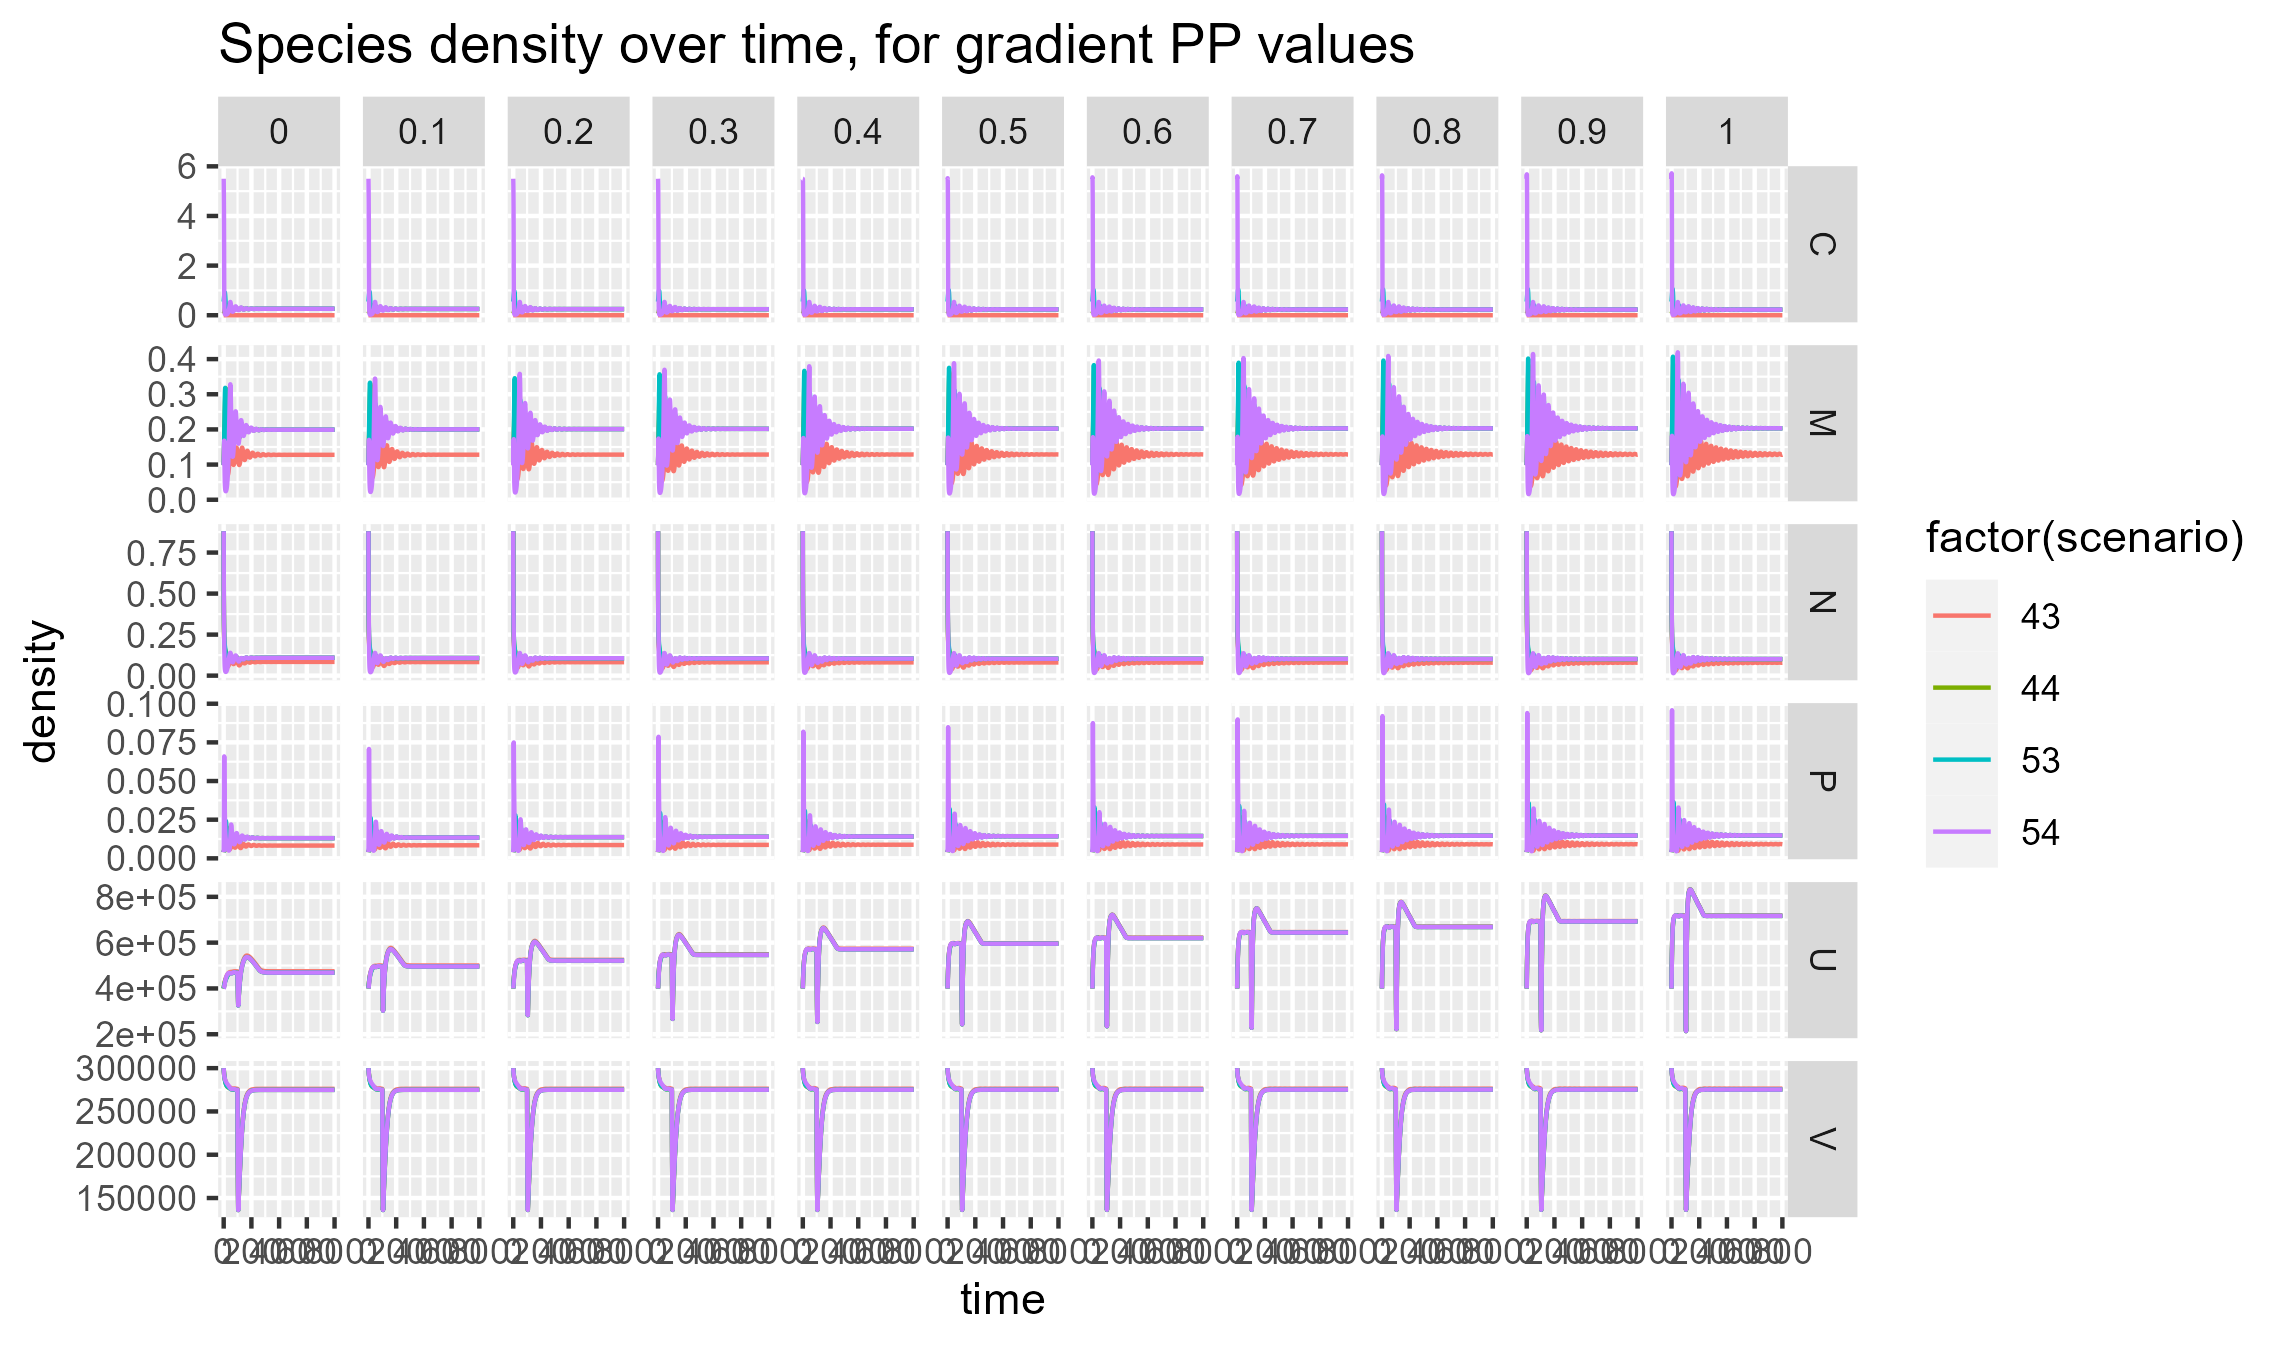 Species density over time, for gradient PP values
0 0.1 0.2 0.3 0.4 0.5 0.6 0.7 0.8 0.9 1
6
4
2
0
C
0.4
0.3
0.2
0.1
0.0
M
0.75
0.50
0.25
0.00
N
0.100
0.075
0.050
0.025
0.000
P
8e+05
6e+05
4e+05
2e+05
U
300000
250000
200000
150000
V
density
time
factor(scenario)
43
44
53
54